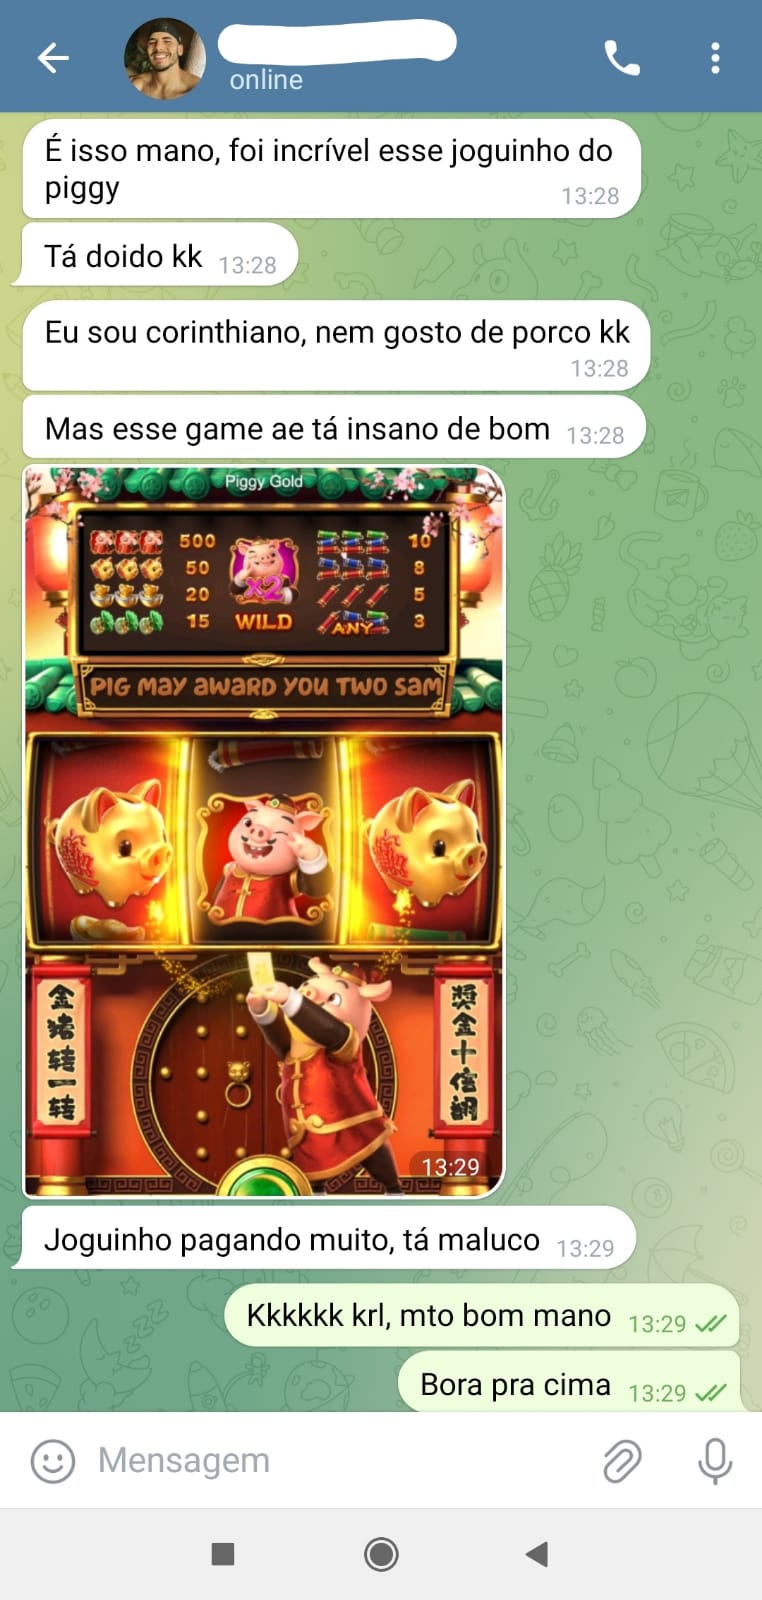 online
É isso mano, foi incrível esse joguinho do
piggy
13:28
Tá doido kk 13:28
Eu sou corinthiano, nem gosto de porco kk
13:28
Mas esse game ae tá insano de bom 13:28
Piggy Gold
500
50
20
15
X2
WILD
10
8
5
ANY 3
PIG MAY AWARD YOU TWO SAM
金猪转一转
奖金十倍翻
13:29
Joguinho pagando muito, tá maluco 13:29
Kkkkkk krl, mto bom mano 13:29
Bora pra cima 13:29
Mensagem